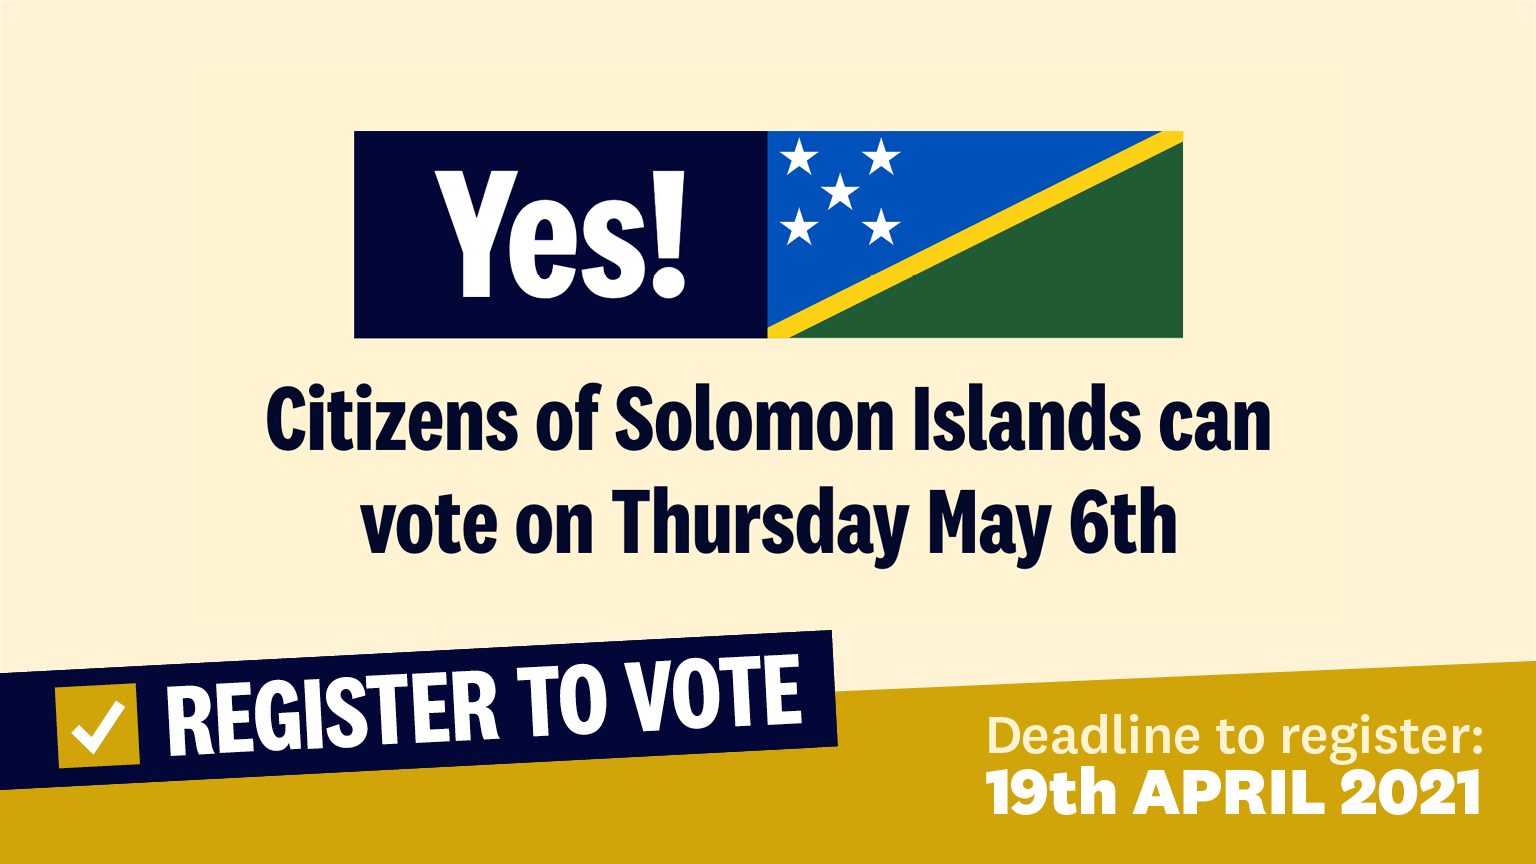 Yes!
Citizens of Solomon Islands can
vote on Thursday May 6th
REGISTER TO VOTE
Deadline to register:
19th APRIL 2021